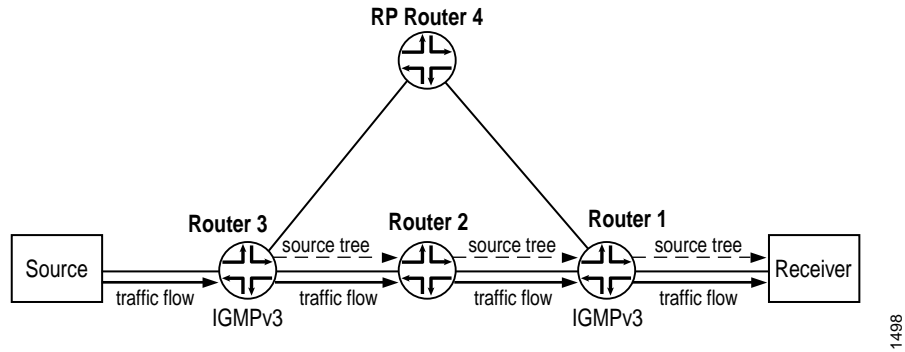 RP Router 4
Router 3
Router 2
Router 1
source tree
source tree
source tree
Source
Receiver
traffic flow
traffic flow
traffic flow
traffic flow
IGMPv3
IGMPv3
1498